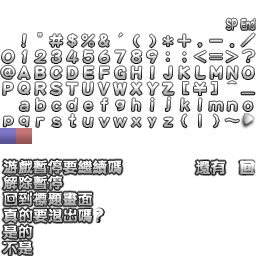 SP End
! " # $ % & ´ ( ) * + , - . /
0 1 2 3 4 5 6 7 8 9 : ; < = > ?
@ A B C D E F G H I J K L M N O
P Q R S T U V W X Y Z [ ¥ ] ^ _
a b c d e f g h i j k l m n o
p q r s t u v w x y z ( | ) ~
遊戲暫停要繼續嗎 還有 回
解除暫停
回到標題畫面
真的要退出嗎?
是的
不是